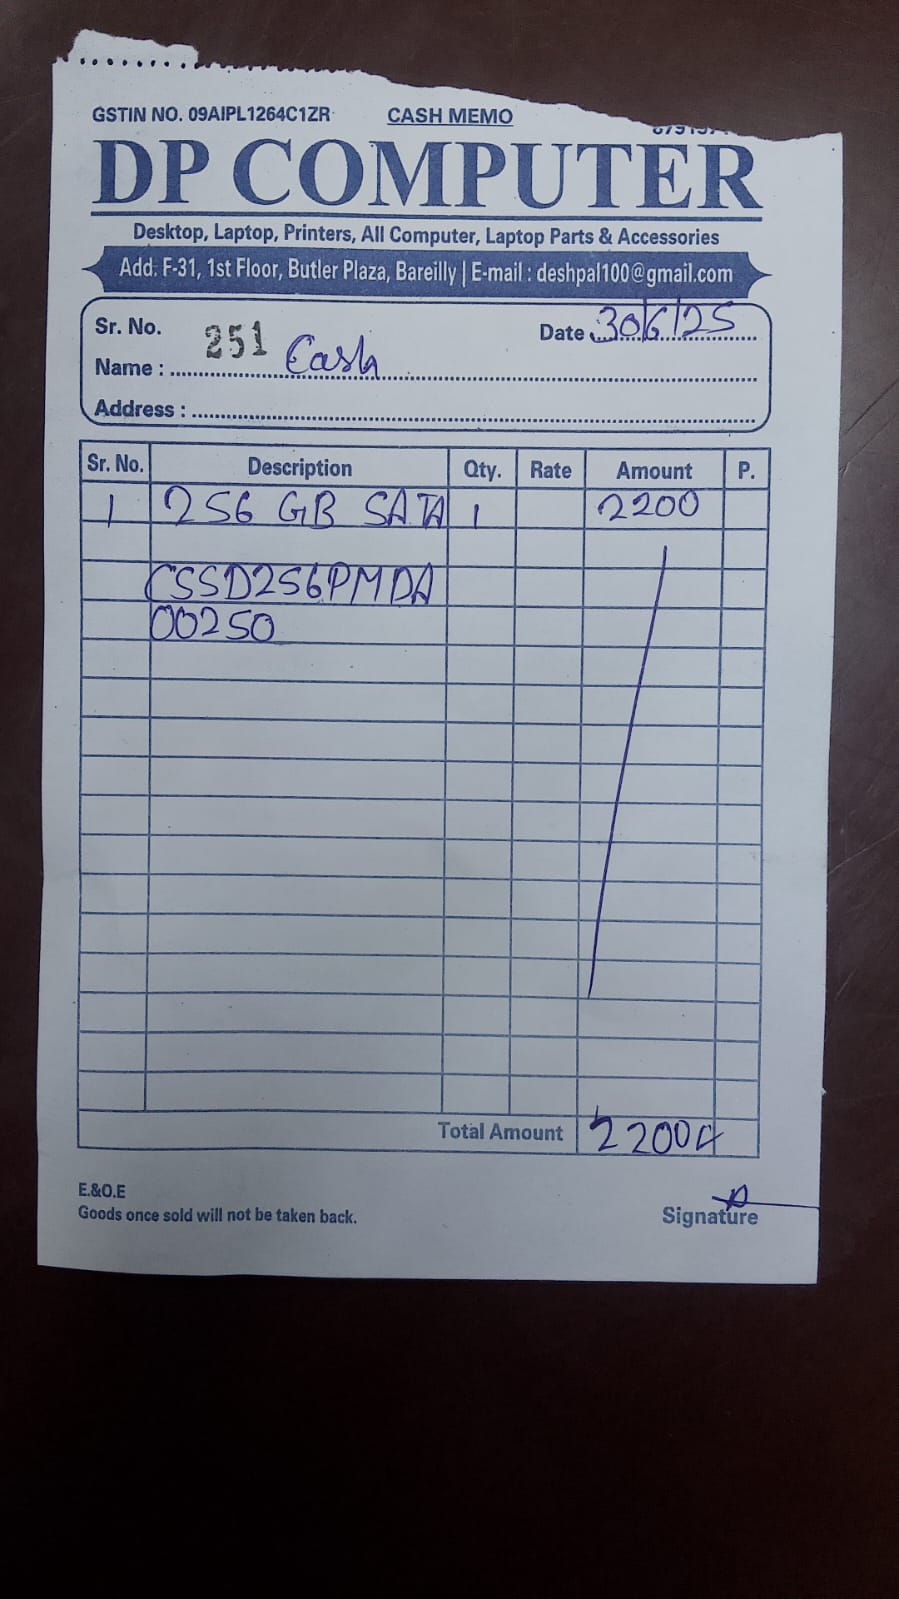 GSTIN NO. 09AIPL1264C1ZR CASH MEMO
DP COMPUTER
Desktop, Laptop, Printers, All Computer, Laptop Parts & Accessories
Add. F-31, 1st Floor, Butler Plaza, Bareilly | E-mail : deshpal100@gmail.com
Sr. No. 251 Date 30/6/25
Name : Cash
Address :
Sr. No. Description Qty. Rate Amount P.
1 256 GB SATA 1 2200
CSSD256PMDA
00250
Total Amount 2200
E.&O.E
Goods once sold will not be taken back.
Signature